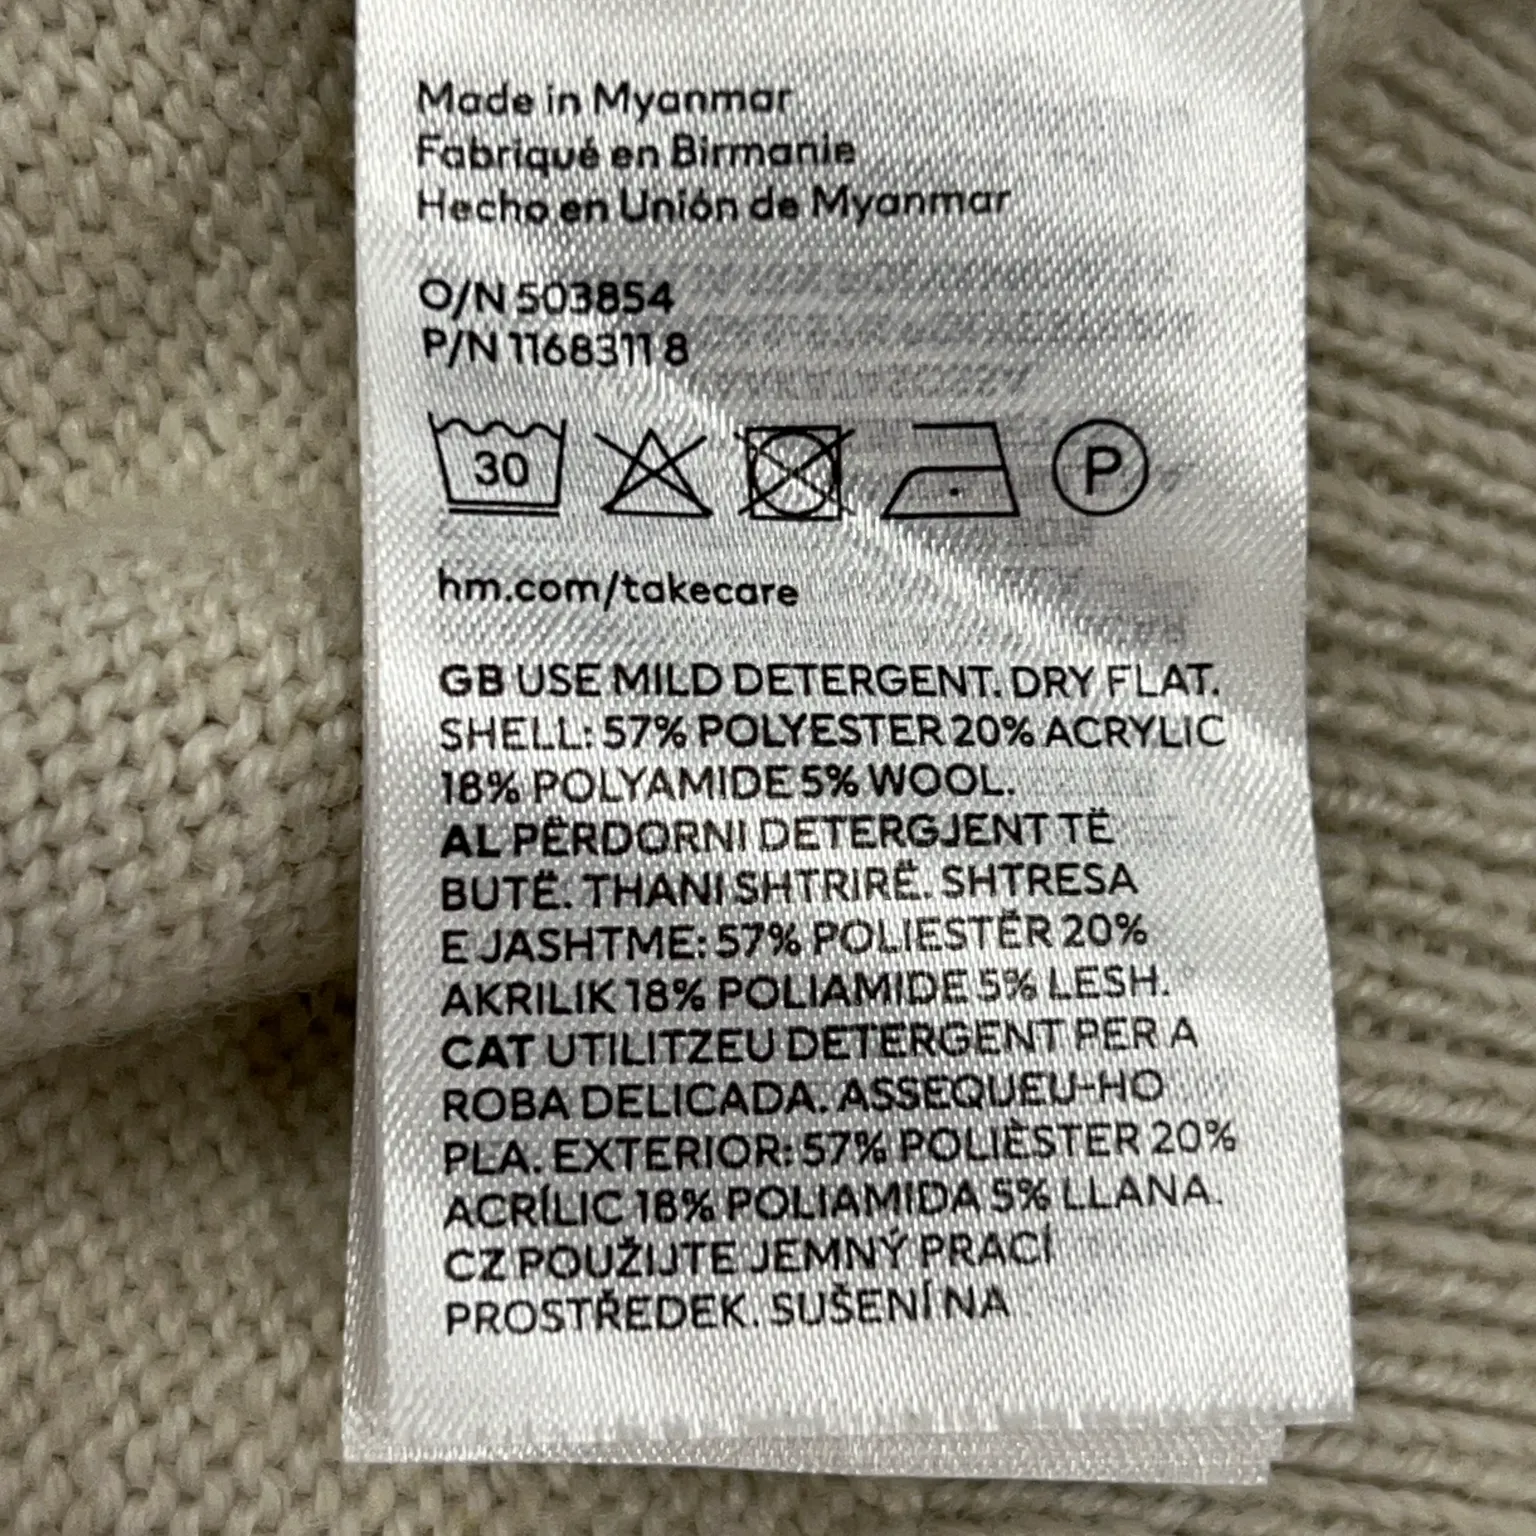 Made in Myanmar
Fabriqué en Birmanie
Hecho en Unión de Myanmar
O/N 503854
P/N 1168311 8
30 P
hm.com/takecare
GB USE MILD DETERGENT. DRY FLAT.
SHELL: 57% POLYESTER 20% ACRYLIC
18% POLYAMIDE 5% WOOL.
AL PËRDORNI DETERGJENT TË
BUTË. THANI SHTRIRË. SHTRESA
E JASHTME: 57% POLIESTËR 20%
AKRILIK 18% POLIAMIDE 5% LESH.
CAT UTILITZEU DETERGENT PER A
ROBA DELICADA. ASSEQUEU-HO
PLA. EXTERIOR: 57% POLIÈSTER 20%
ACRÍLIC 18% POLIAMIDA 5% LLANA.
CZ POUŽIJTE JEMNÝ PRACÍ
PROSTŘEDEK. SUŠENÍ NA